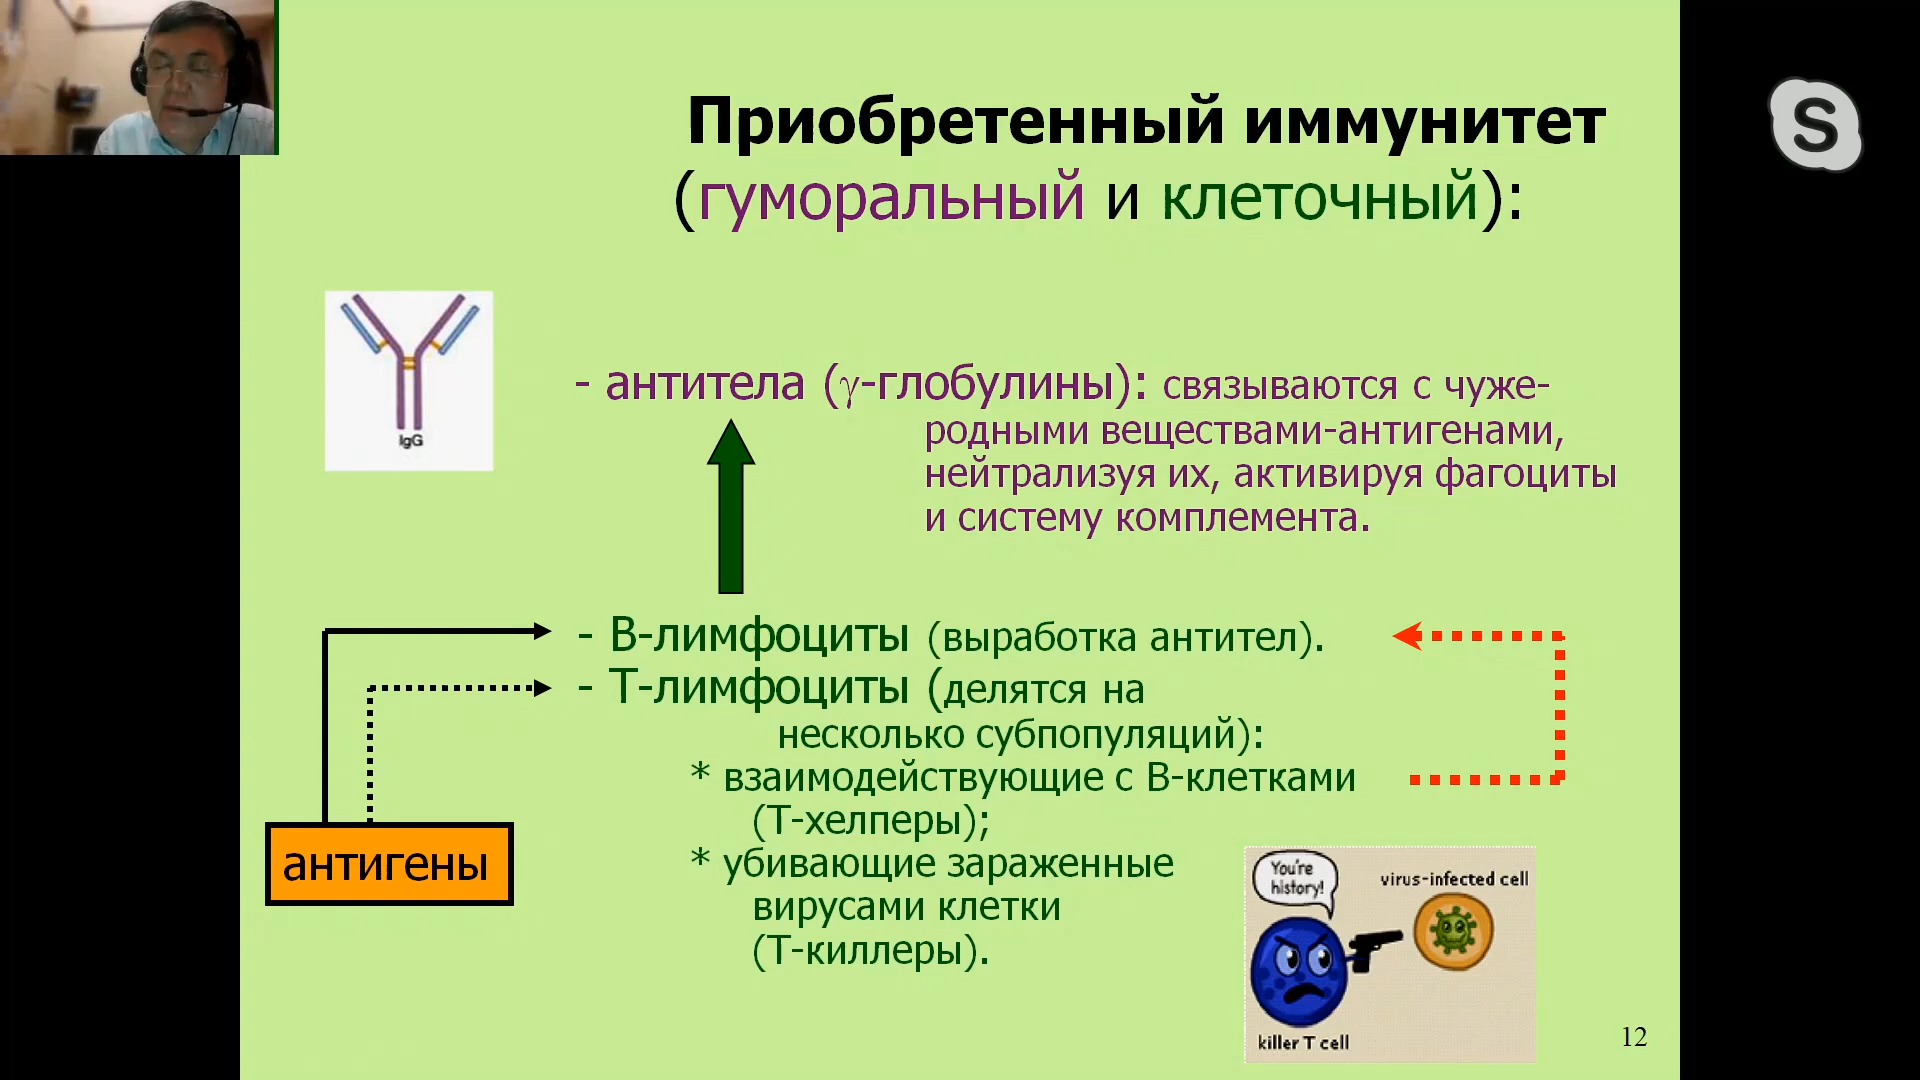 Приобретенный иммунитет
(гуморальный и клеточный):
IgG
- антитела (γ-глобулины): связываются с чуже-
родными веществами-антигенами,
нейтрализуя их, активируя фагоциты
и систему комплемента.
- В-лимфоциты (выработка антител).
- Т-лимфоциты (делятся на
несколько субпопуляций):
* взаимодействующие с В-клетками
(Т-хелперы);
* убивающие зараженные
вирусами клетки
(Т-киллеры).
антигены
You're
history!
virus-infected cell
killer T cell
12
S